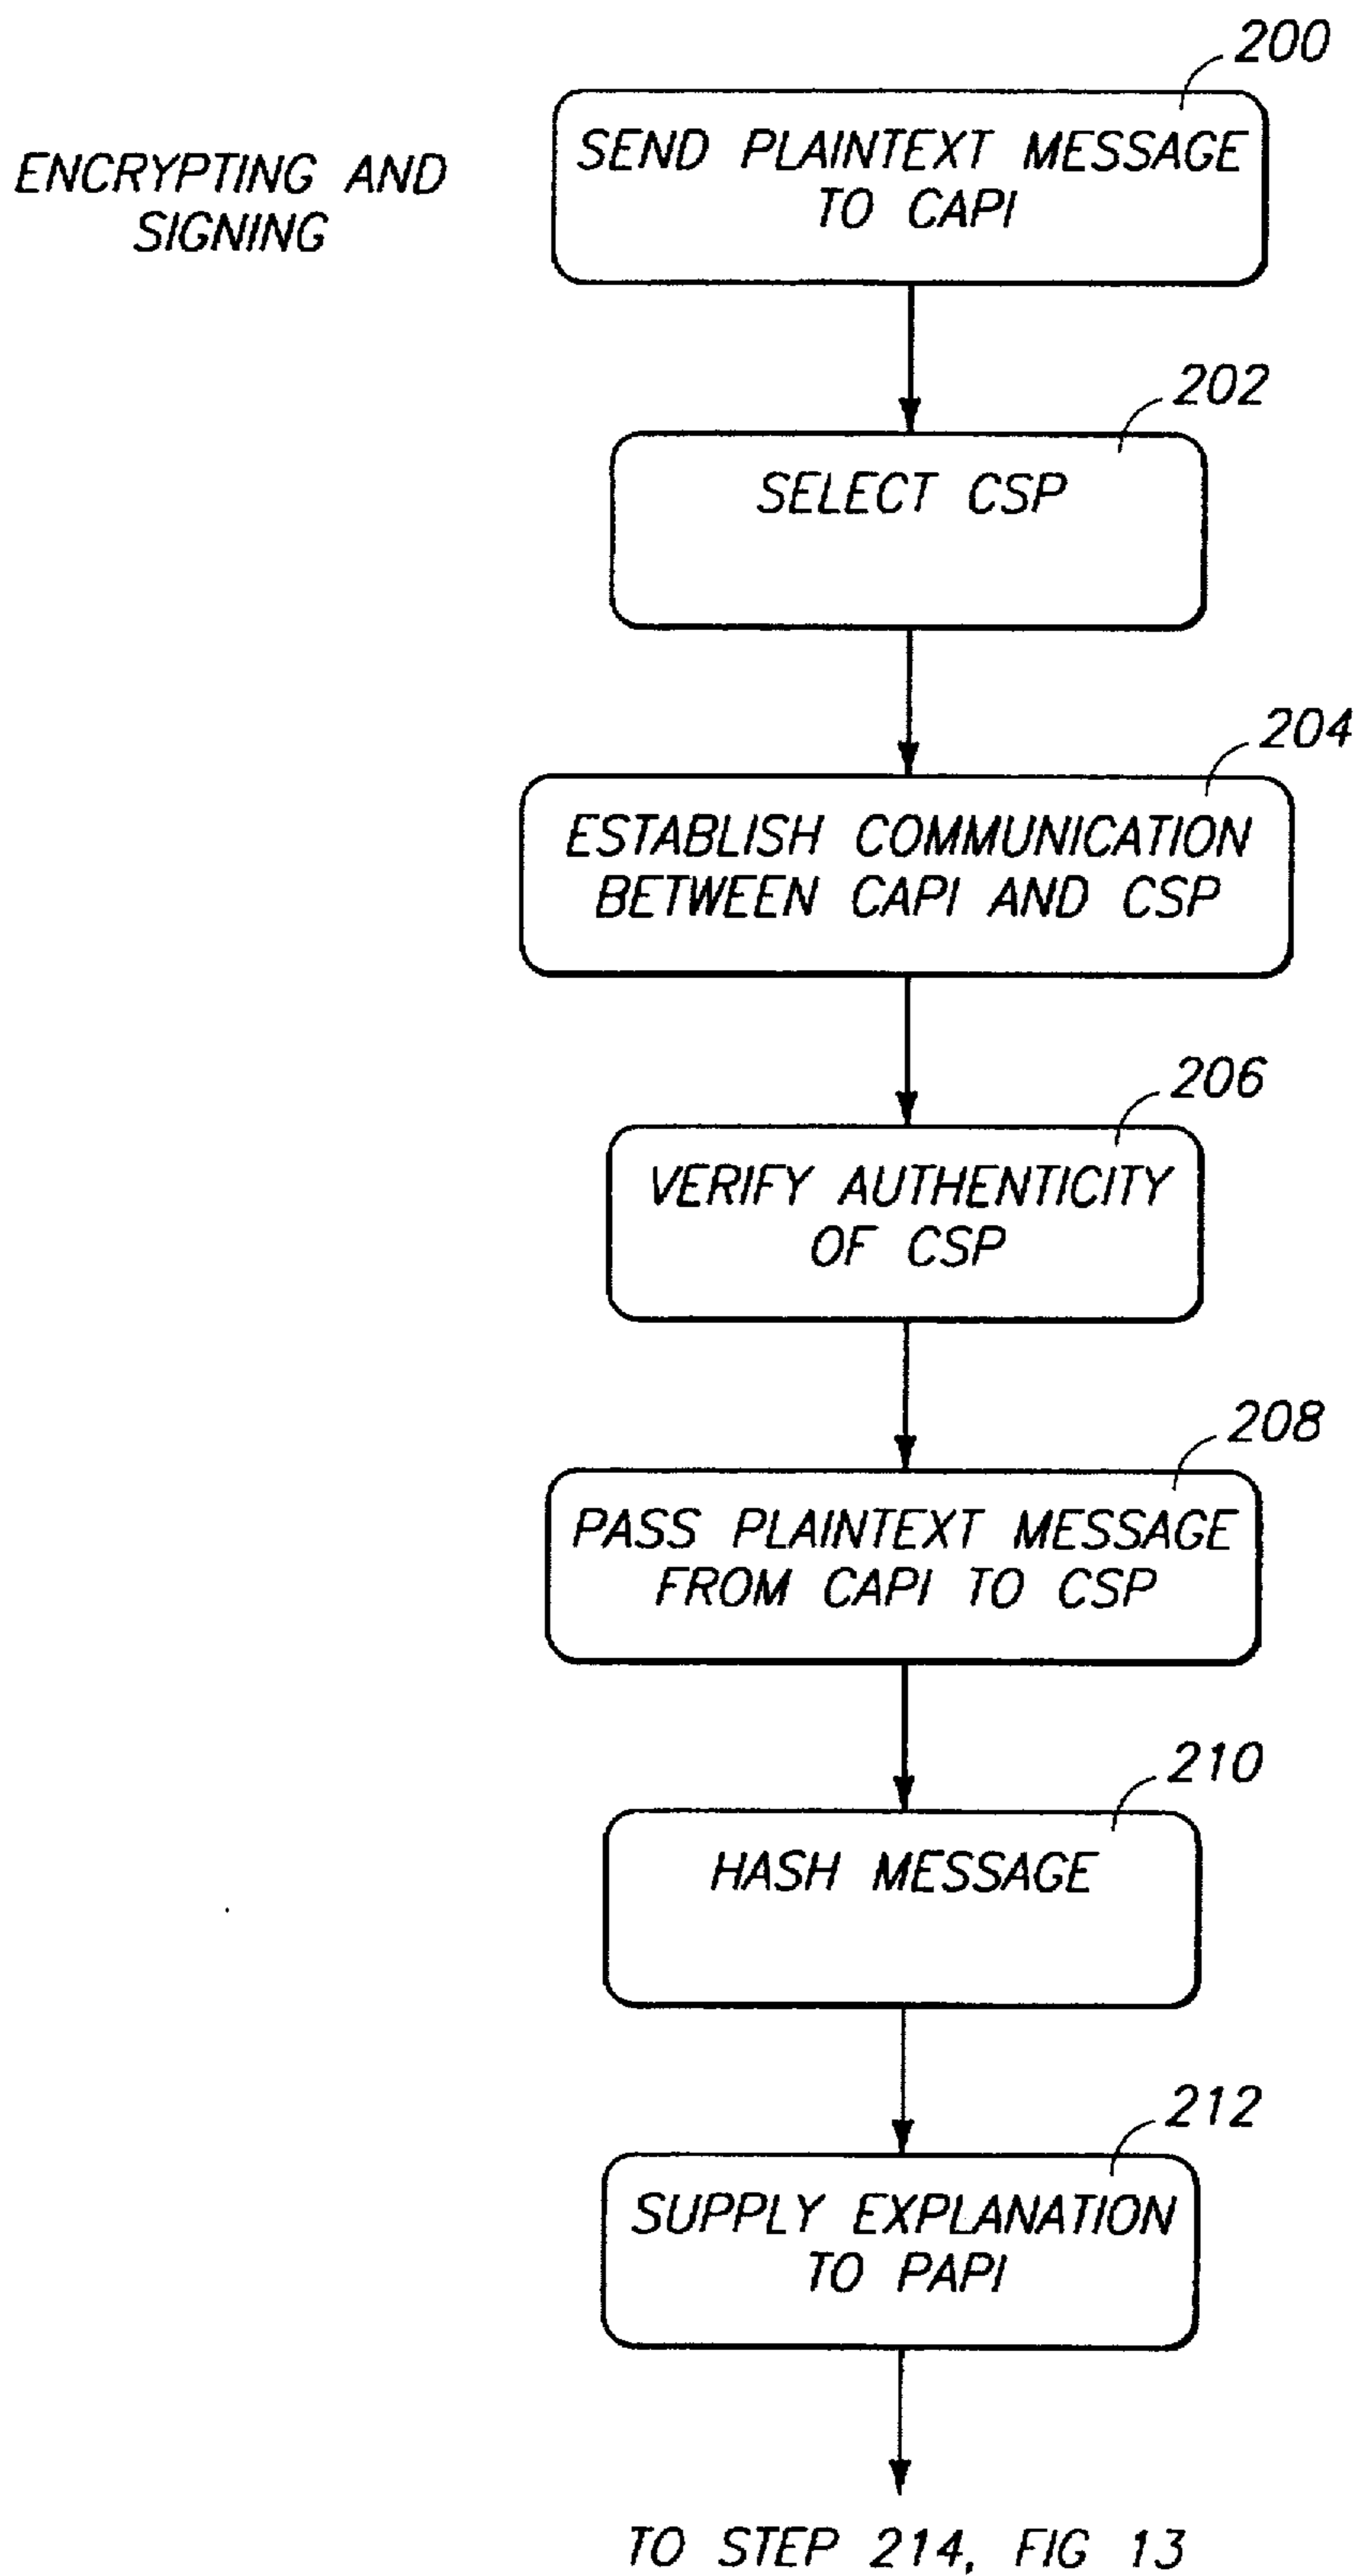 ENCRYPTING AND
SIGNING
200
SEND PLAINTEXT MESSAGE
TO CAPI
202
SELECT CSP
204
ESTABLISH COMMUNICATION
BETWEEN CAPI AND CSP
206
VERIFY AUTHENTICITY
OF CSP
208
PASS PLAINTEXT MESSAGE
FROM CAPI TO CSP
210
HASH MESSAGE
212
SUPPLY EXPLANATION
TO PAPI
TO STEP 214, FIG 13